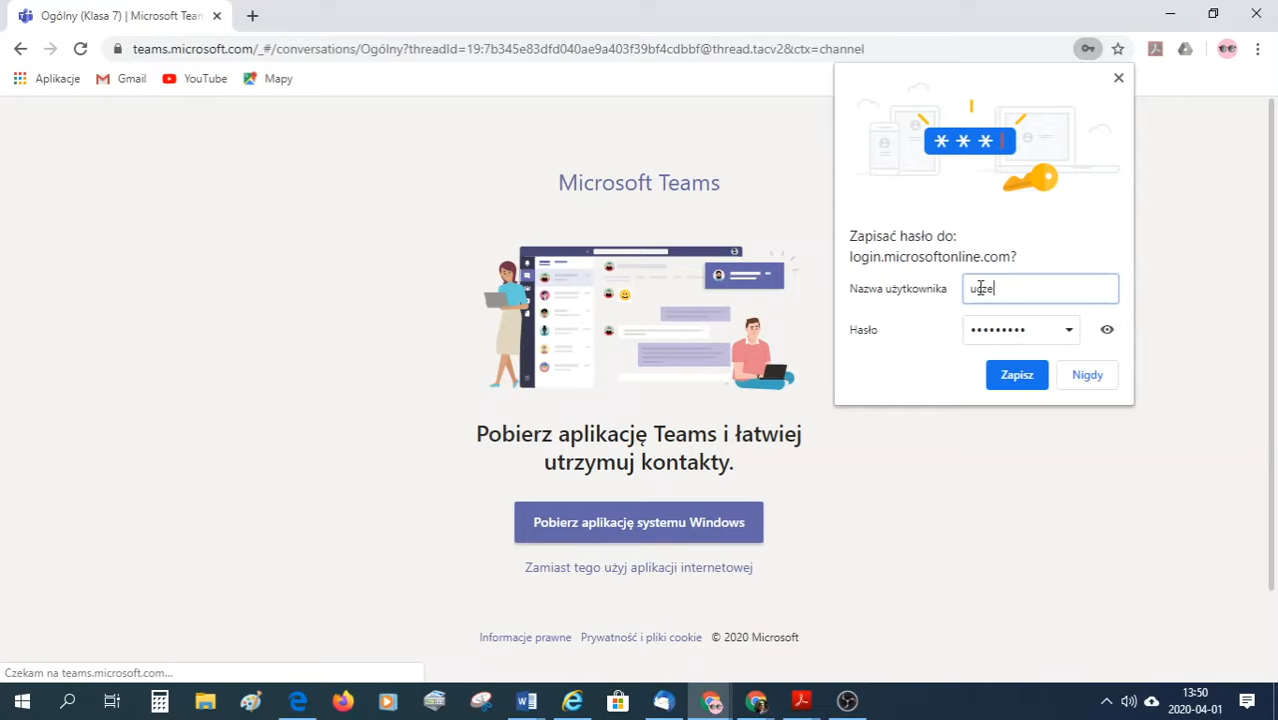 Ogólny (Klasa 7) | Microsoft Team
teams.microsoft.com/_#/conversations/Ogólny?threadId=19:7b345e83dfd040ae9a403f39bf4cdbbf@thread.tacv2&ctx=channel
Aplikacje Gmail YouTube Mapy
Zapisać hasło do:
login.microsoftonline.com?
Nazwa użytkownika
Hasło •••••••••
Zapisz Nigdy
Microsoft Teams
Pobierz aplikację Teams i łatwiej
utrzymuj kontakty.
Pobierz aplikację systemu Windows
Zamiast tego użyj aplikacji internetowej
Informacje prawne Prywatność i pliki cookie © 2020 Microsoft
Czekam na teams.microsoft.com...
13:50
2020-04-01